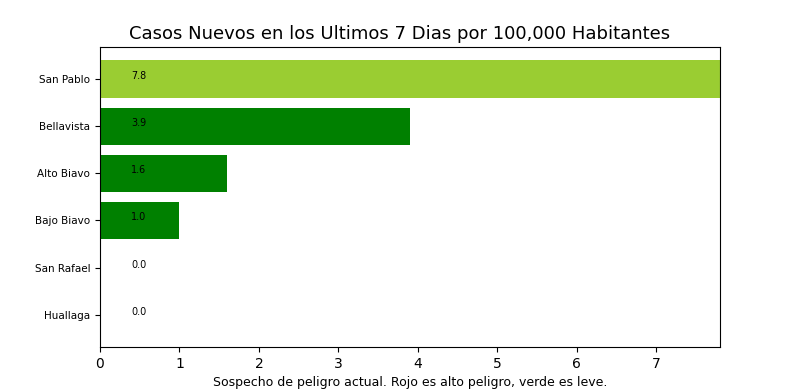 Casos Nuevos en los Ultimos 7 Dias por 100,000 Habitantes
San Pablo 7.8
Bellavista 3.9
Alto Biavo 1.6
Bajo Biavo 1.0
San Rafael 0.0
Huallaga 0.0
0 1 2 3 4 5 6 7
Sospecho de peligro actual. Rojo es alto peligro, verde es leve.